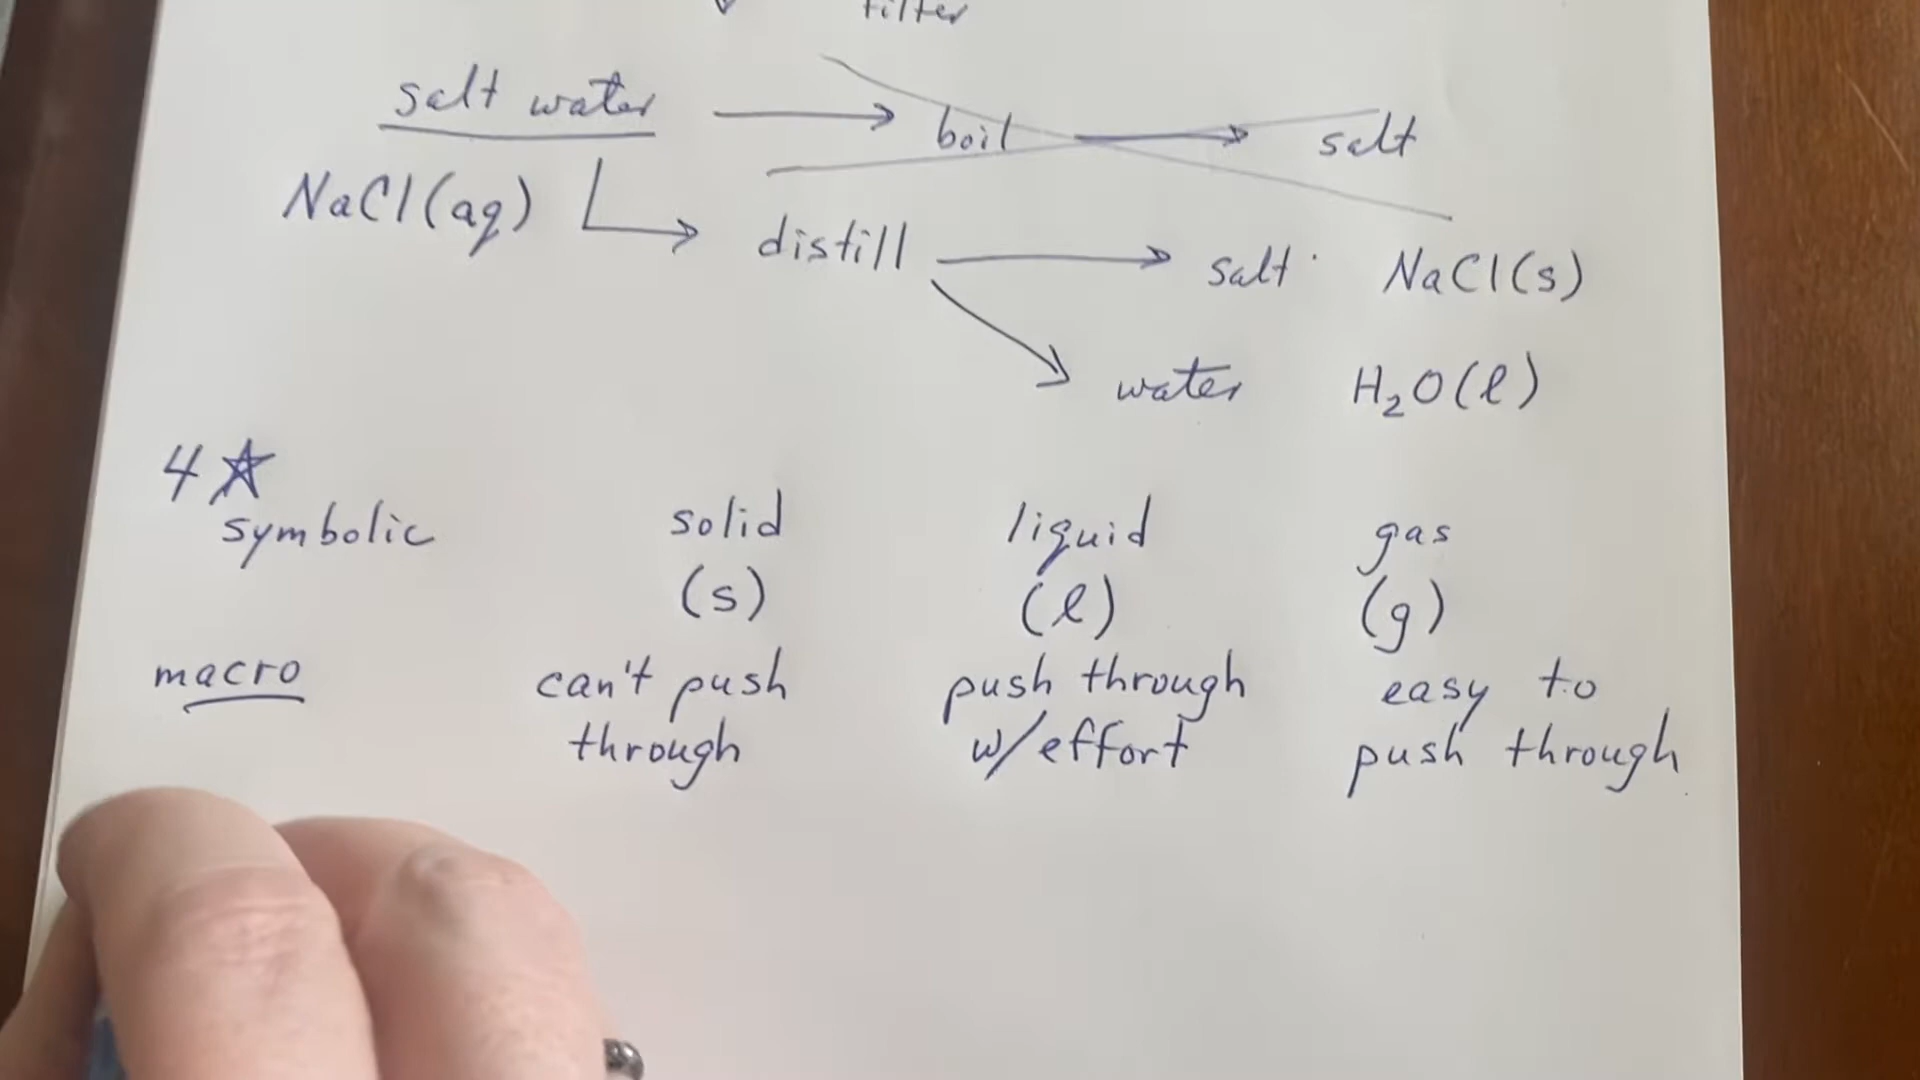 filter
salt water → boil → salt
NaCl(aq) → distill → salt NaCl(s)
water H₂O(l)
4☆
symbolic solid liquid gas
(s) (l) (g)
macro can't push push through easy to
through w/effort push through